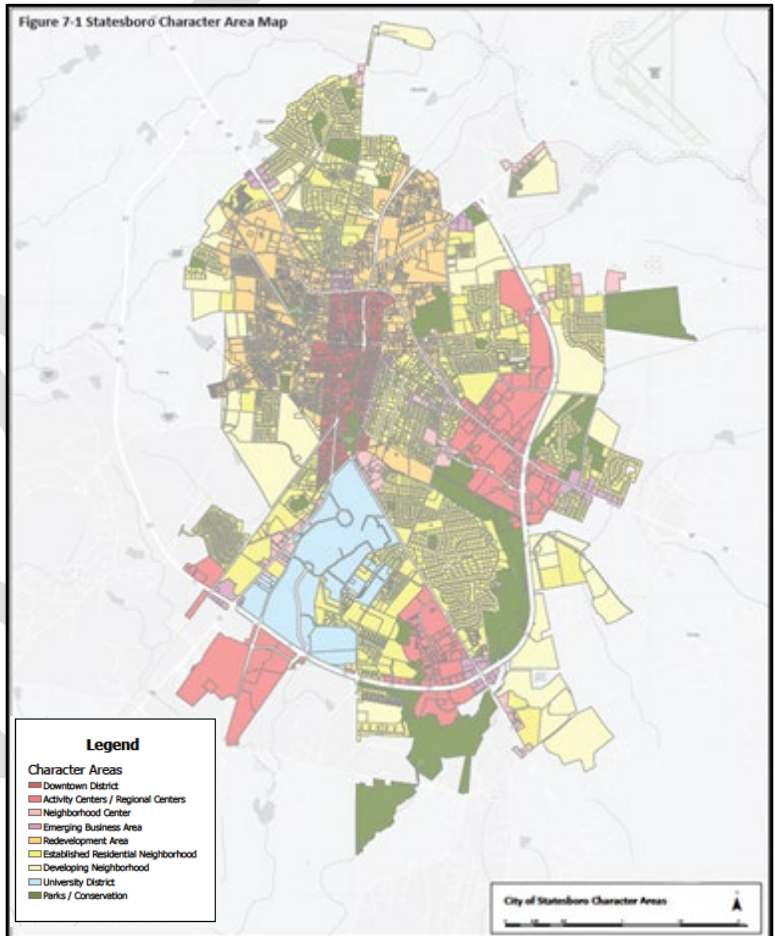 Figure 7-1 Statesboro Character Area Map
Legend
Character Areas
Downtown District
Activity Centers / Regional Centers
Neighborhood Center
Emerging Business Area
Redevelopment Area
Established Residential Neighborhood
Developing Neighborhood
University District
Parks / Conservation
City of Statesboro Character Areas